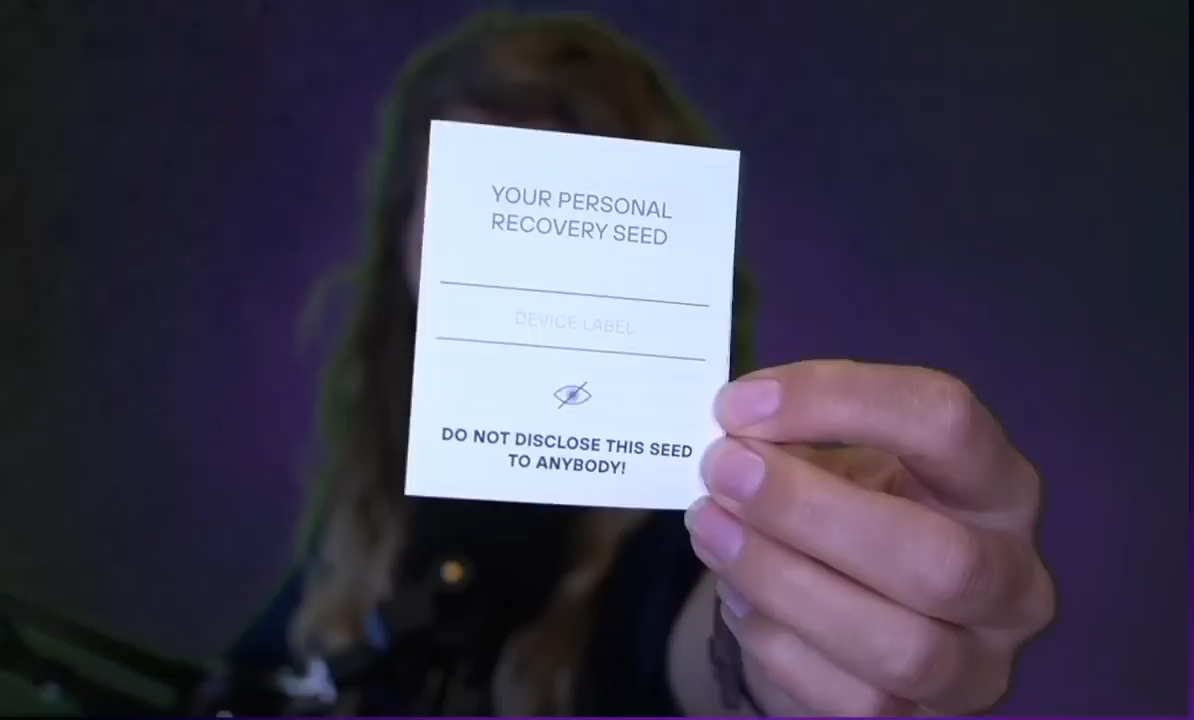 YOUR PERSONAL
RECOVERY SEED
DEVICE LABEL
DO NOT DISCLOSE THIS SEED
TO ANYBODY!